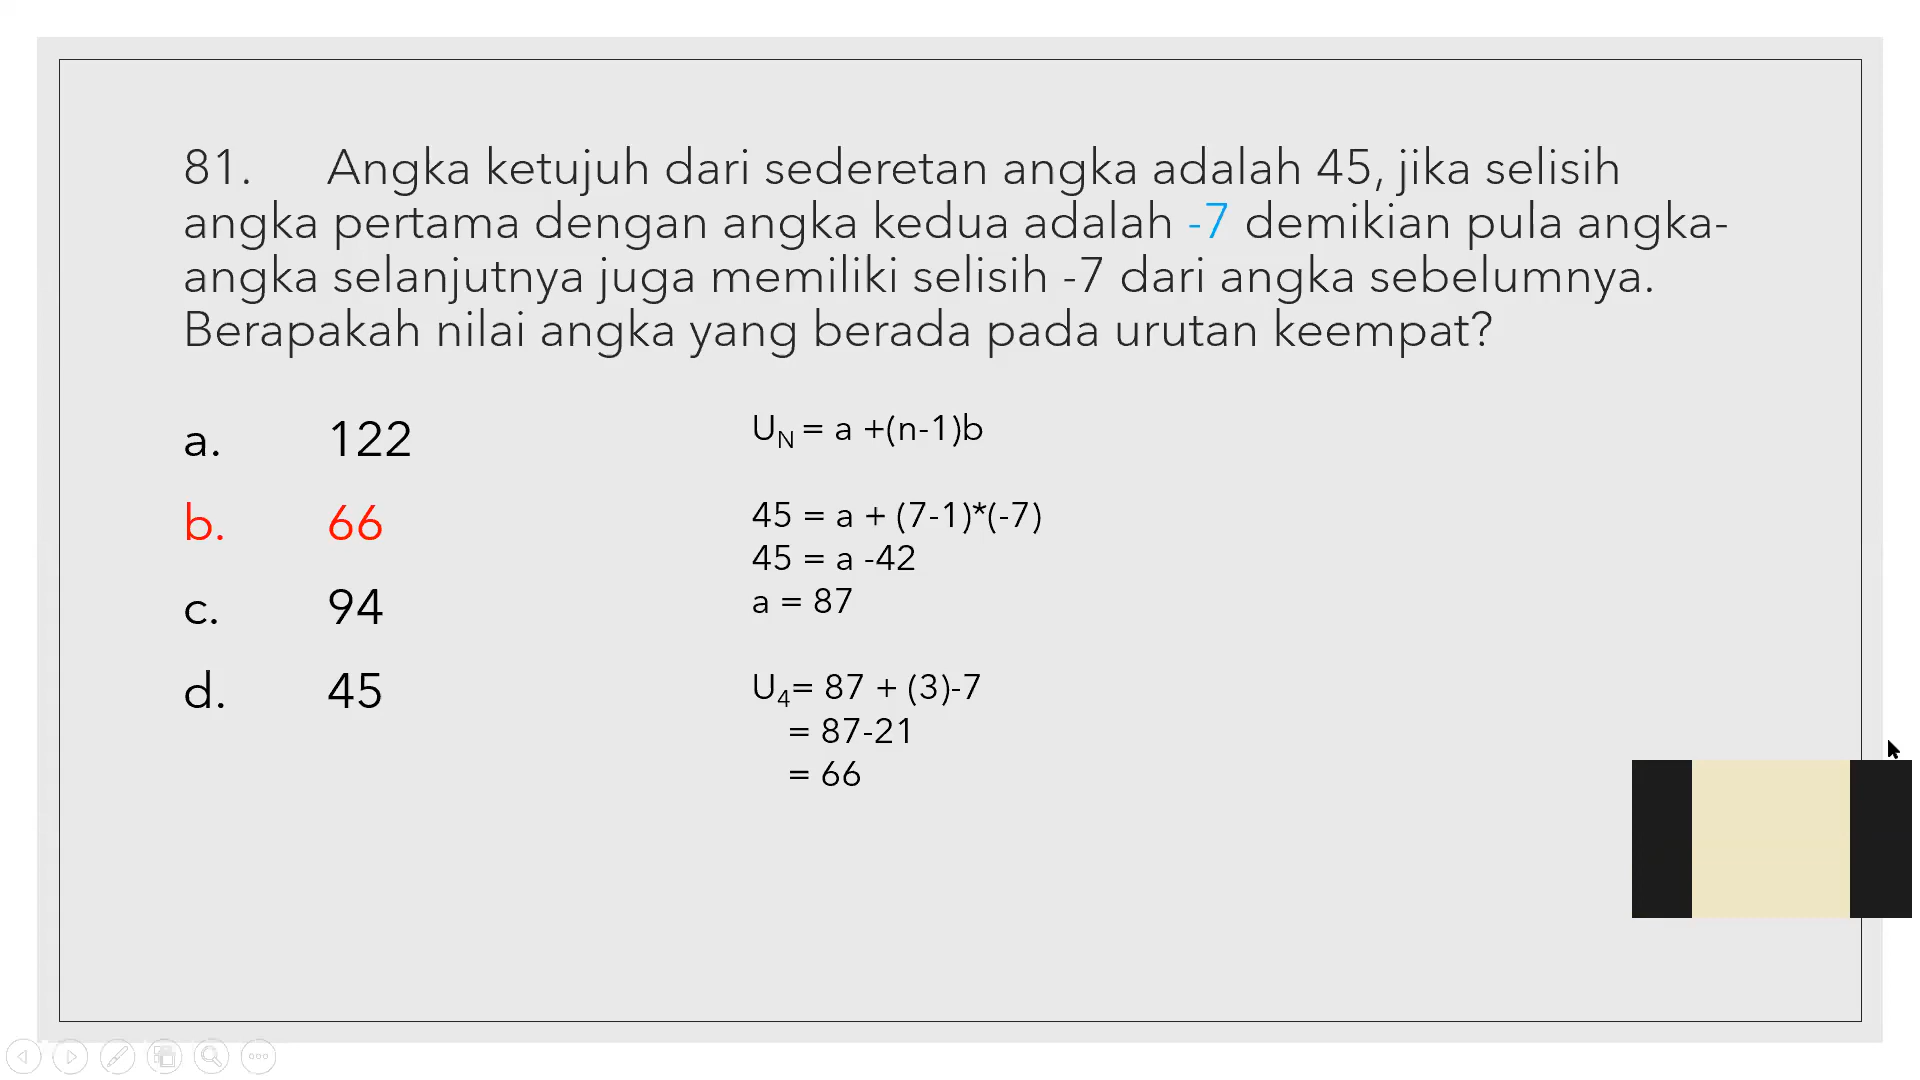 81. Angka ketujuh dari sederetan angka adalah 45, jika selisih
angka pertama dengan angka kedua adalah -7 demikian pula angka-
angka selanjutnya juga memiliki selisih -7 dari angka sebelumnya.
Berapakah nilai angka yang berada pada urutan keempat?
a. 122
b. 66
c. 94
d. 45
U_N = a +(n-1)b
45 = a + (7-1)*(-7)
45 = a -42
a = 87
U_4= 87 + (3)-7
= 87-21
= 66